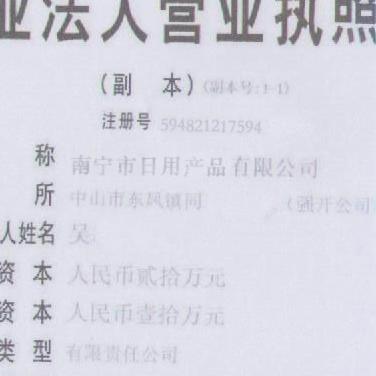 业法人营业执照
（副 本）（副本号:1-1）
注册号 594821217594
称 南宁市日用产品有限公司
所 中山市东风镇同 （强开公司
人姓名 吴
资 本 人民币贰拾万元
资 本 人民币壹拾万元
类 型 有限责任公司